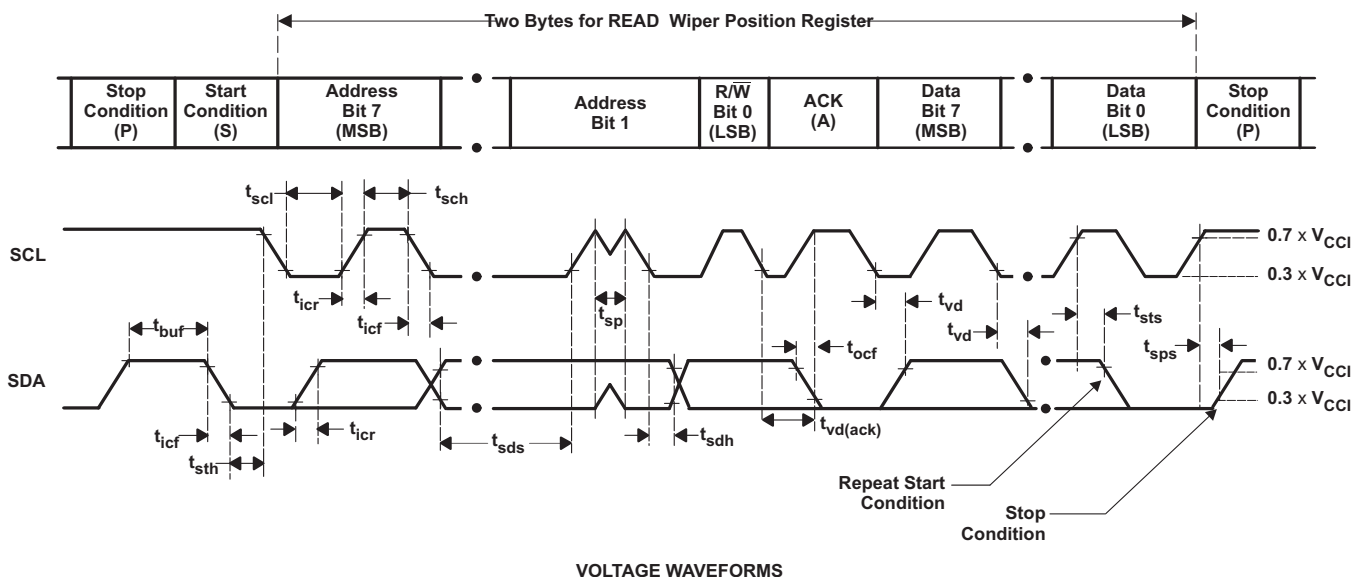 Two Bytes for READ Wiper Position Register
Stop
Condition
(P)
Start
Condition
(S)
Address
Bit 7
(MSB)
Address
Bit 1
R/W̅
Bit 0
(LSB)
ACK
(A)
Data
Bit 7
(MSB)
Data
Bit 0
(LSB)
Stop
Condition
(P)
tscl
tsch
SCL
0.7 x VCCI
0.3 x VCCI
ticr
ticf
tsp
tvd
tvd
tsts
tbuf
tocf
tsps
SDA
0.7 x VCCI
0.3 x VCCI
ticf
ticr
tsth
tsds
tsdh
tvd(ack)
Repeat Start
Condition
Stop
Condition
VOLTAGE WAVEFORMS